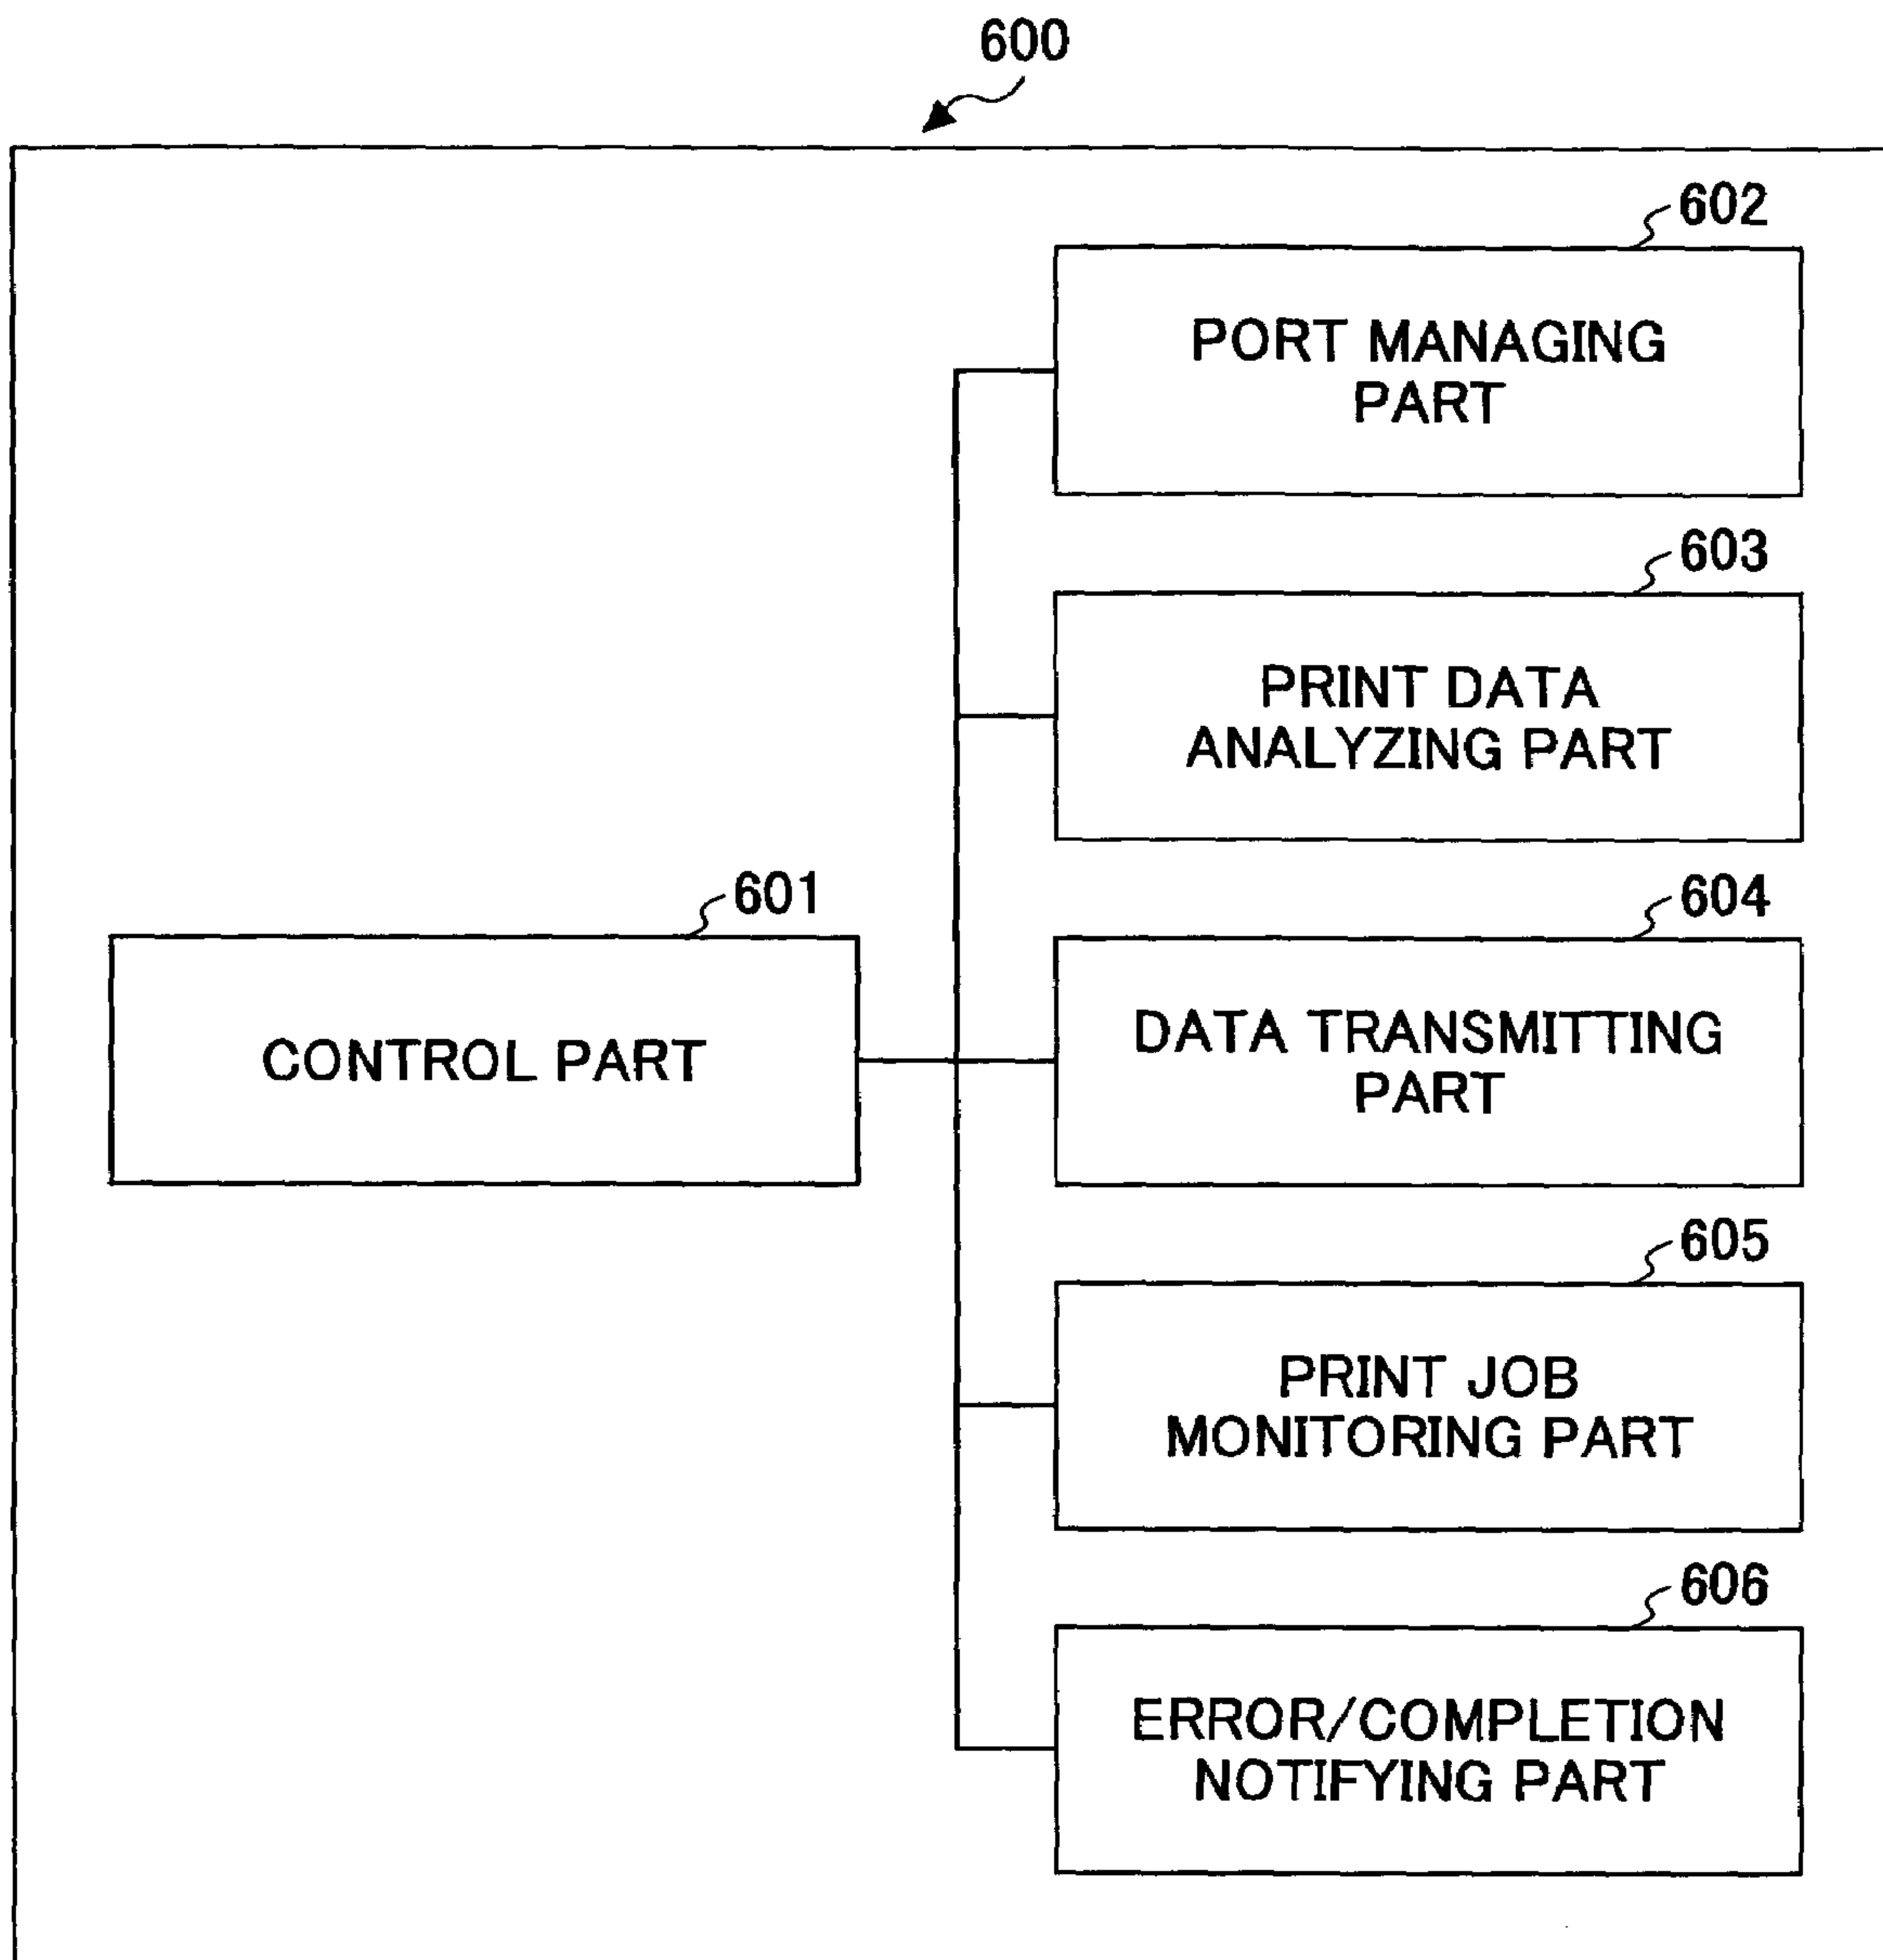 600
602
PORT MANAGING
PART
603
PRINT DATA
ANALYZING PART
601
CONTROL PART
604
DATA TRANSMITTING
PART
605
PRINT JOB
MONITORING PART
606
ERROR/COMPLETION
NOTIFYING PART